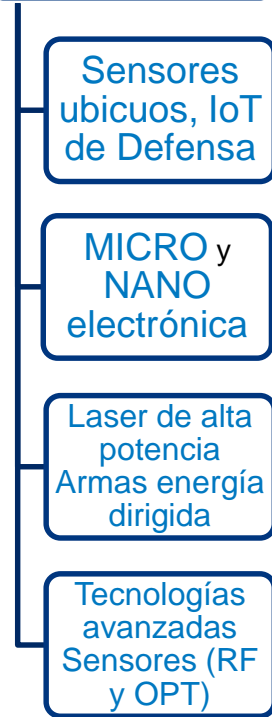 Sensores
ubicuos, IoT
de Defensa
MICRO y
NANO
electrónica
Laser de alta
potencia
Armas energía
dirigida
Tecnologías
avanzadas
Sensores (RF
y OPT)